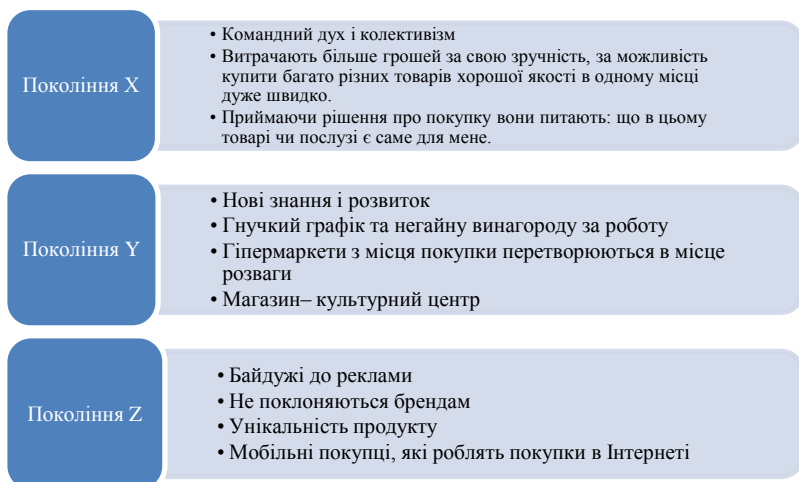 Покоління X
• Командний дух і колективізм
• Витрачають більше грошей за свою зручність, за можливість
купити багато різних товарів хорошої якості в одному місці
дуже швидко.
• Приймаючи рішення про покупку вони питають: що в цьому
товарі чи послузі є саме для мене.
Покоління Y
• Нові знання і розвиток
• Гнучкий графік та негайну винагороду за роботу
• Гіпермаркети з місця покупки перетворюються в місце
розваги
• Магазин– культурний центр
Покоління Z
• Байдужі до реклами
• Не поклоняються брендам
• Унікальність продукту
• Мобільні покупці, які роблять покупки в Інтернеті